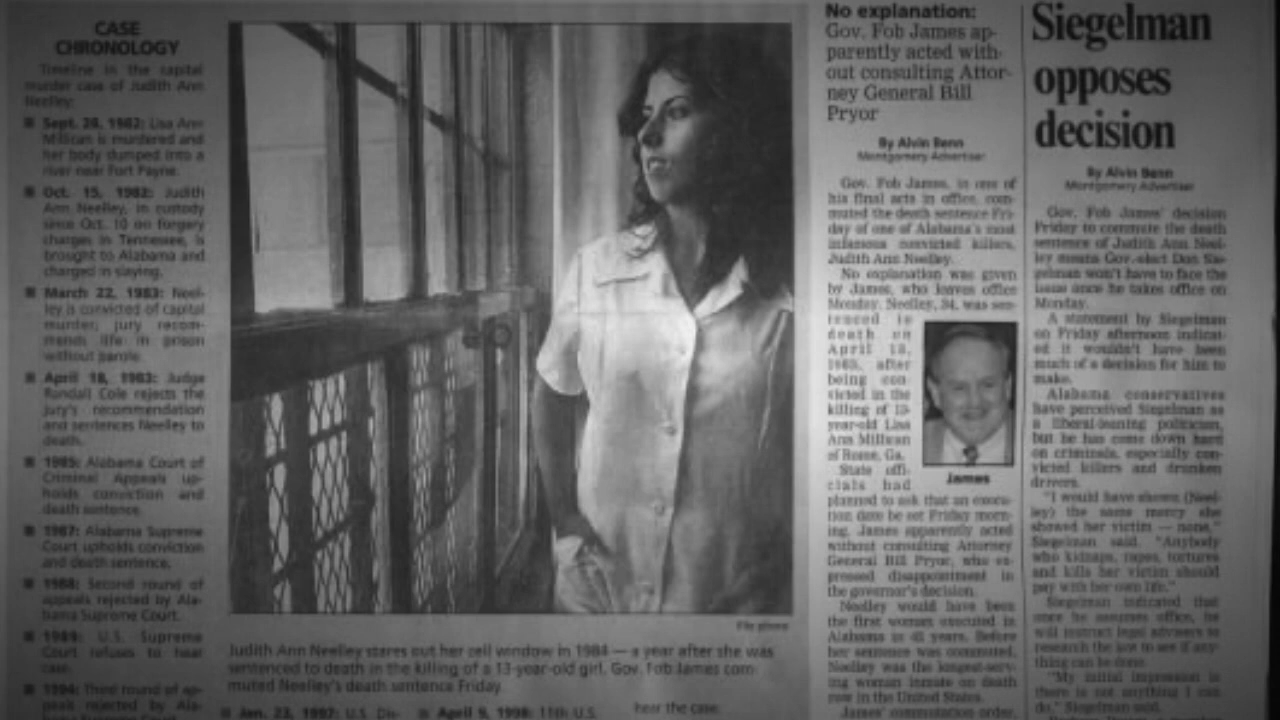 CASE
CHRONOLOGY
Timeline in the capital
murder case of Judith Ann
Neelley:
■ Sept. 28, 1982: Lisa Ann
Millican is murdered and
her body dumped into a
river near Fort Payne.
■ Oct. 15, 1982: Judith
Ann Neelley, in custody
since Oct. 10 on forgery
charges in Tennessee, is
brought to Alabama and
charged in slaying.
■ March 22, 1983: Neel-
ley is convicted of capital
murder; jury recom-
mends life in prison
without parole.
■ April 18, 1983: Judge
Randall Cole rejects the
jury's recommendation
and sentences Neelley to
death.
■ 1985: Alabama Court of
Criminal Appeals up-
holds conviction and
death sentence.
■ 1987: Alabama Supreme
Court upholds conviction
and death sentence.
■ 1988: Second round of
appeals rejected by Ala-
bama Supreme Court.
■ 1989: U.S. Supreme
Court refuses to hear
case.
■ 1994: Third round of ap-
peals rejected by Ala-
bama Supreme Court.
File photo
Judith Ann Neelley stares out her cell window in 1984 — a year after she was
sentenced to death in the killing of a 13-year-old girl. Gov. Fob James com-
muted Neelley's death sentence Friday.
■ Jan. 23, 1997: U.S. Dis-
■ April 9, 1998: 11th U.S.
hear the case.
No explanation:
Gov. Fob James ap-
parently acted with-
out consulting Attor-
ney General Bill
Pryor
By Alvin Benn
Montgomery Advertiser
Gov. Fob James, in one of
his final acts in office, com-
muted the death sentence Fri-
day of one of Alabama's most
infamous convicted killers,
Judith Ann Neelley.
No explanation was given
by James, who leaves office
Monday. Neelley, 34, was sen-
tenced to
death on
April 18,
1983, after
being con-
victed in the
killing of 13-
year-old Lisa
Ann Millican
of Rome, Ga.
State offi-
cials had
planned to ask that an execu-
tion date be set Friday morn-
ing. James apparently acted
without consulting Attorney
General Bill Pryor, who ex-
pressed disappointment in
the governor's decision.
Neelley would have been
the first woman executed in
Alabama in 41 years. Before
her sentence was commuted,
Neelley was the longest-serv-
ing woman inmate on death
row in the United States.
James' commutation order,
James
Siegelman
opposes
decision
By Alvin Benn
Montgomery Advertiser
Gov. Fob James' decision
Friday to commute the death
sentence of Judith Ann Neel-
ley means Gov.-elect Don Sie-
gelman won't have to face the
issue once he takes office on
Monday.
A statement by Siegelman
on Friday afternoon indicat-
ed it wouldn't have been
much of a decision for him to
make.
Alabama conservatives
have perceived Siegelman as
a liberal-leaning politician,
but he has come down hard
on criminals, especially con-
victed killers and drunken
drivers.
"I would have shown (Neel-
ley) the same mercy she
showed her victim — none,"
Siegelman said. "Anybody
who kidnaps, rapes, tortures
and kills her victim should
pay with her own life."
Siegelman indicated that
once he assumes office, he
will instruct legal advisers to
research the law to see if any-
thing can be done.
"My initial impression is
there is not anything I can
do," Siegelman said.